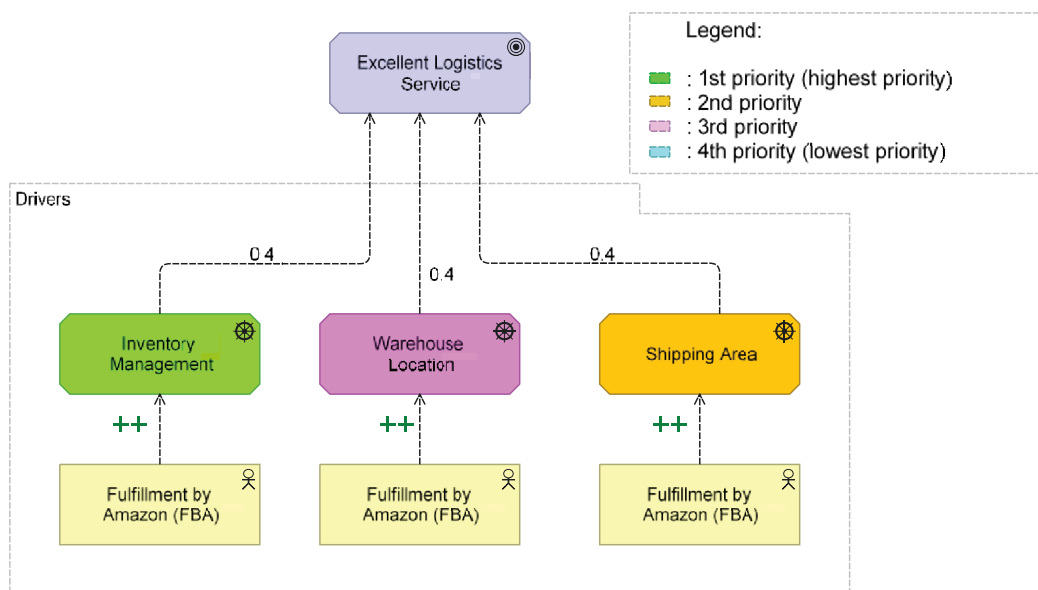 Excellent Logistics
Service
Legend:
: 1st priority (highest priority)
: 2nd priority
: 3rd priority
: 4th priority (lowest priority)
Drivers
0.4
0.4
0.4
Inventory
Management
Warehouse
Location
Shipping Area
++
++
++
Fulfillment by
Amazon (FBA)
Fulfillment by
Amazon (FBA)
Fulfillment by
Amazon (FBA)